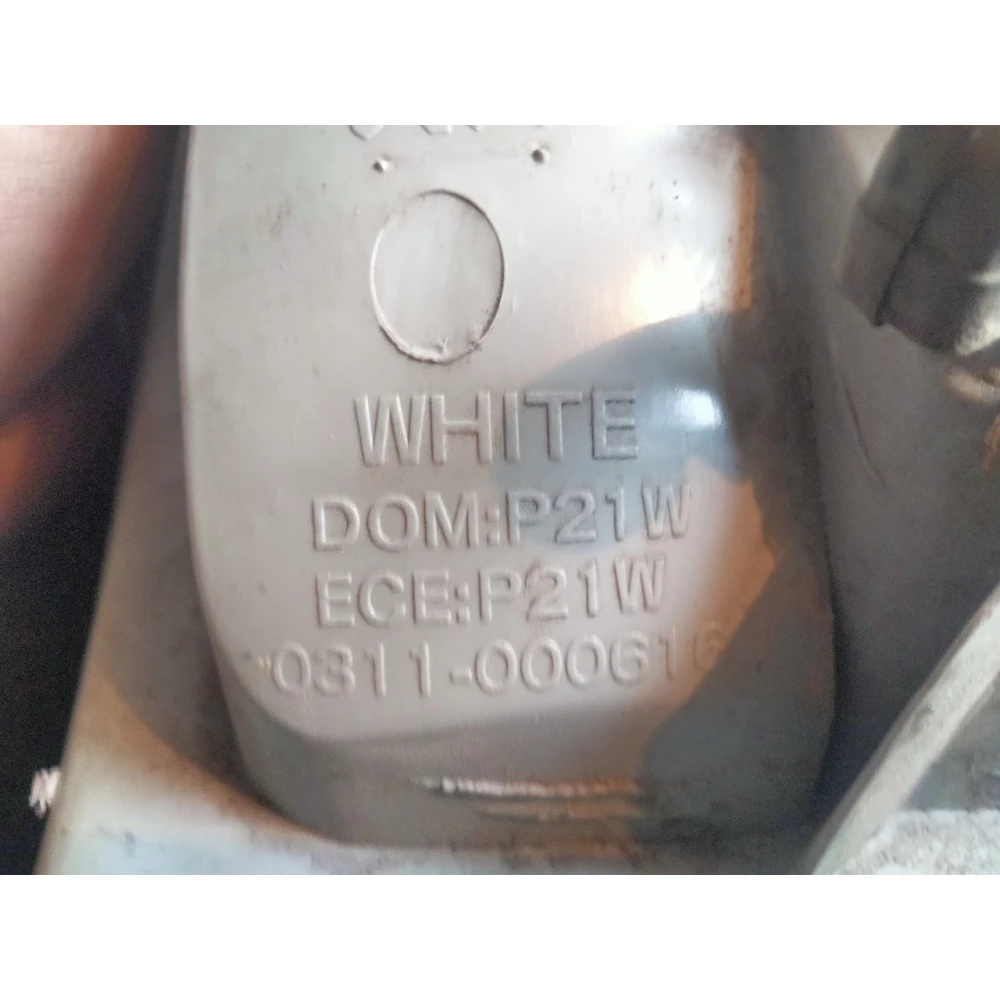 WHITE
DOM:P21W
ECE:P21W
0311-000616